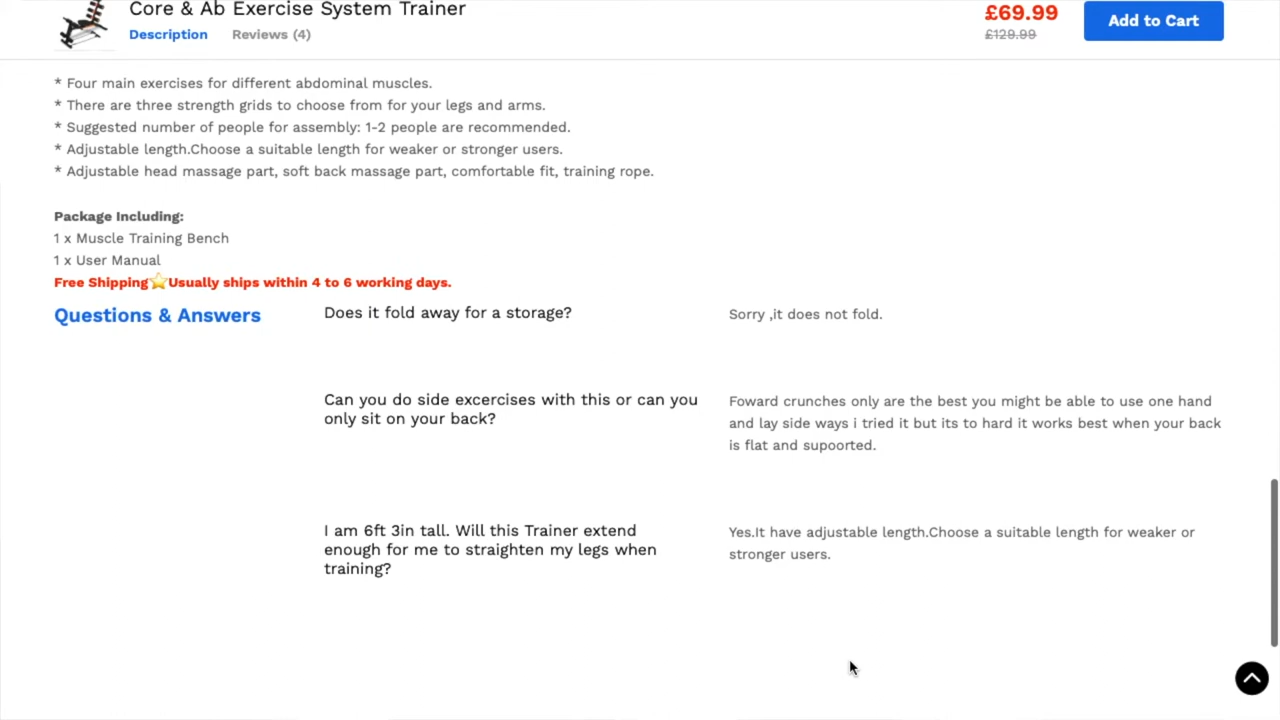 Core & Ab Exercise System Trainer
£69.99
Add to Cart
Description
Reviews (4)
£129.99
* Four main exercises for different abdominal muscles.
* There are three strength grids to choose from for your legs and arms.
* Suggested number of people for assembly: 1-2 people are recommended.
* Adjustable length.Choose a suitable length for weaker or stronger users.
* Adjustable head massage part, soft back massage part, comfortable fit, training rope.
Package Including:
1 x Muscle Training Bench
1 x User Manual
Free Shipping⭐Usually ships within 4 to 6 working days.
Questions & Answers
Does it fold away for a storage?
Sorry ,it does not fold.
Can you do side excercises with this or can you
only sit on your back?
Foward crunches only are the best you might be able to use one hand
and lay side ways i tried it but its to hard it works best when your back
is flat and supoorted.
I am 6ft 3in tall. Will this Trainer extend
enough for me to straighten my legs when
training?
Yes.It have adjustable length.Choose a suitable length for weaker or
stronger users.